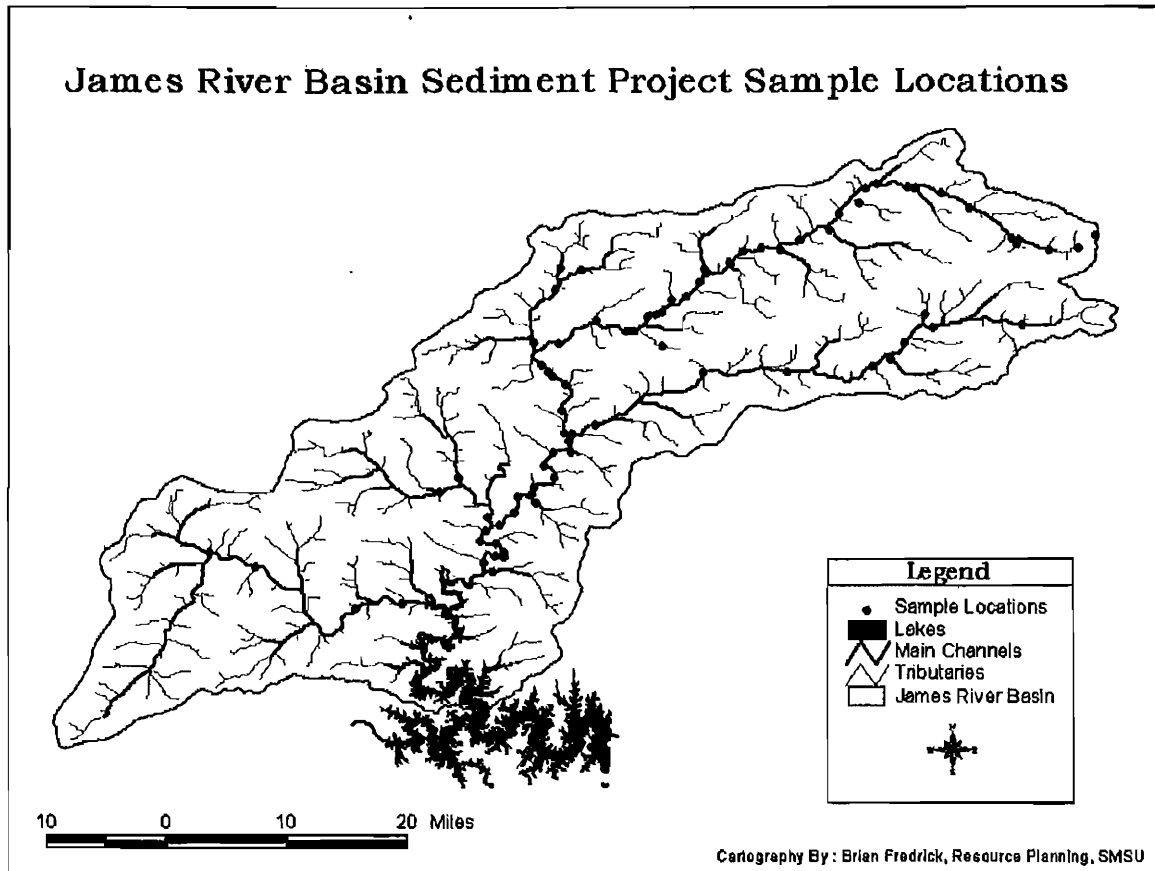 James River Basin Sediment Project Sample Locations
Legend
Sample Locations
Lakes
Main Channels
Tributaries
James River Basin
10 0 10 20 Miles
Cartography By : Brian Fredrick, Resource Planning, SMSU